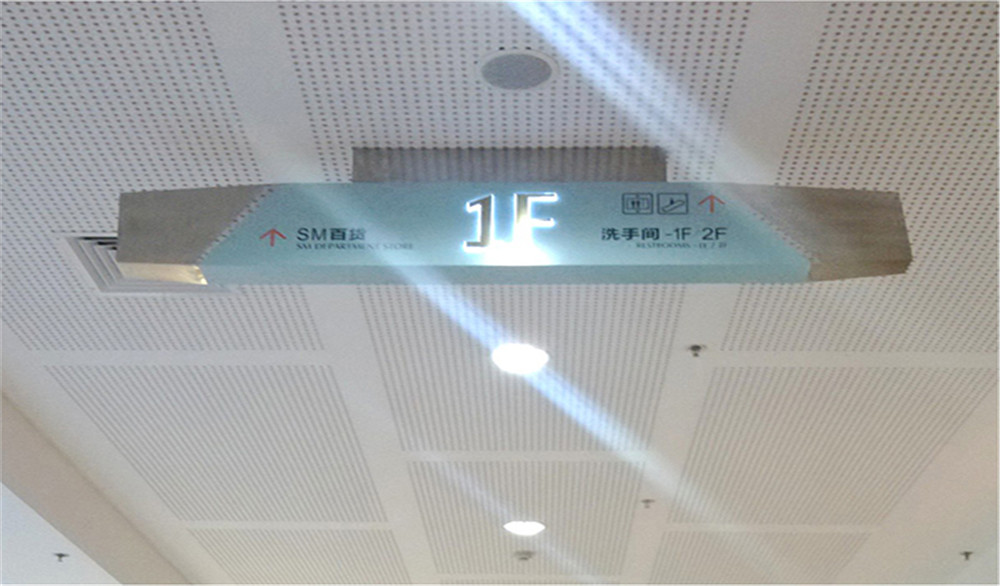 SM百货
SM DEPARTMENT STORE
1F
洗手间-1F/2F